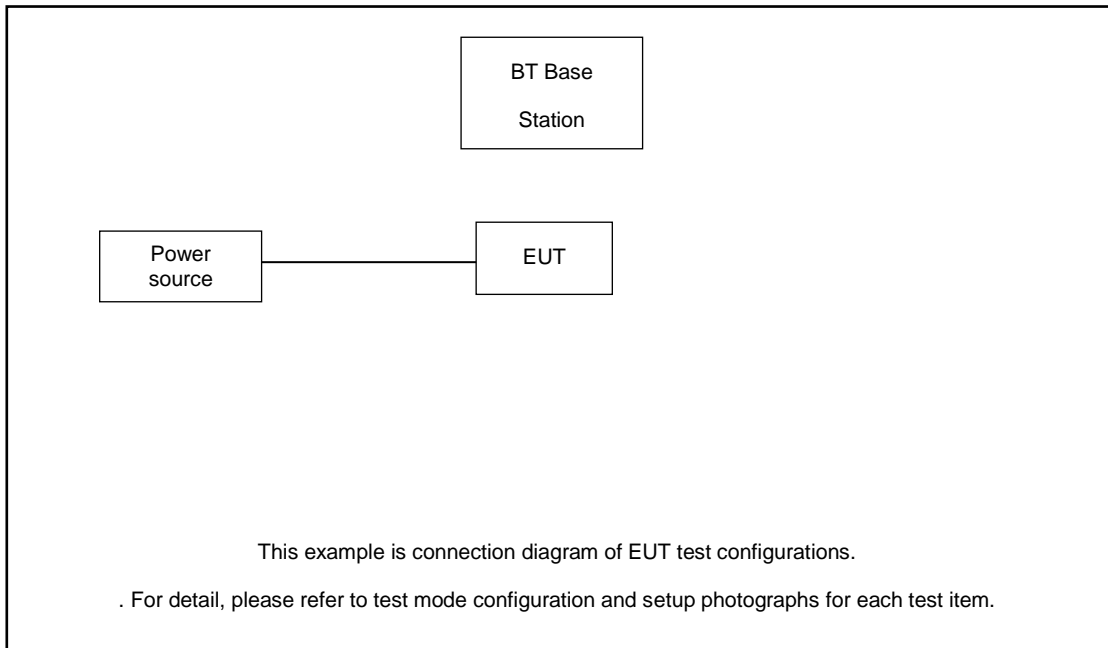 BT Base
Station
Power
source
EUT
This example is connection diagram of EUT test configurations.
. For detail, please refer to test mode configuration and setup photographs for each test item.